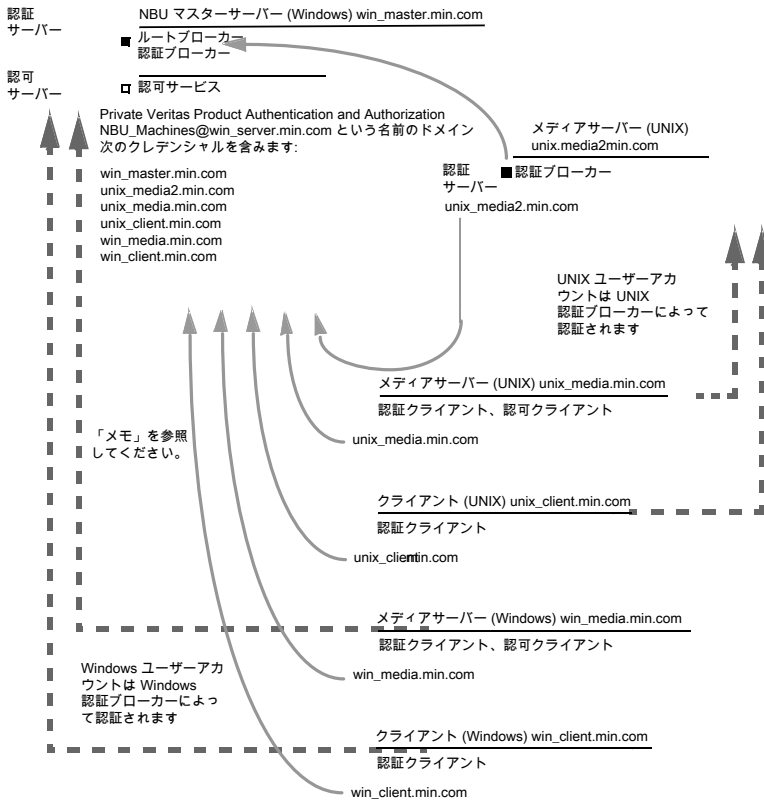 認証
サーバー
NBU マスターサーバー (Windows) win_master.min.com
ルートブローカー
認証ブローカー
認可
サーバー
認可サービス
Private Veritas Product Authentication and Authorization
NBU_Machines@win_server.min.com という名前のドメイン
次のクレデンシャルを含みます:
win_master.min.com
unix_media2.min.com
unix_media.min.com
unix_client.min.com
win_media.min.com
win_client.min.com
メディアサーバー (UNIX)
unix.media2min.com
認証
サーバー
認証ブローカー
unix_media2.min.com
UNIX ユーザーアカ
ウントは UNIX
認証ブローカーによって
認証されます
メディアサーバー (UNIX) unix_media.min.com
認証クライアント、認可クライアント
unix_media.min.com
「メモ」を参照
してください。
クライアント (UNIX) unix_client.min.com
認証クライアント
unix_client.min.com
メディアサーバー (Windows) win_media.min.com
認証クライアント、認可クライアント
win_media.min.com
Windows ユーザーアカ
ウントは Windows
認証ブローカーによっ
て認証されます
クライアント (Windows) win_client.min.com
認証クライアント
win_client.min.com